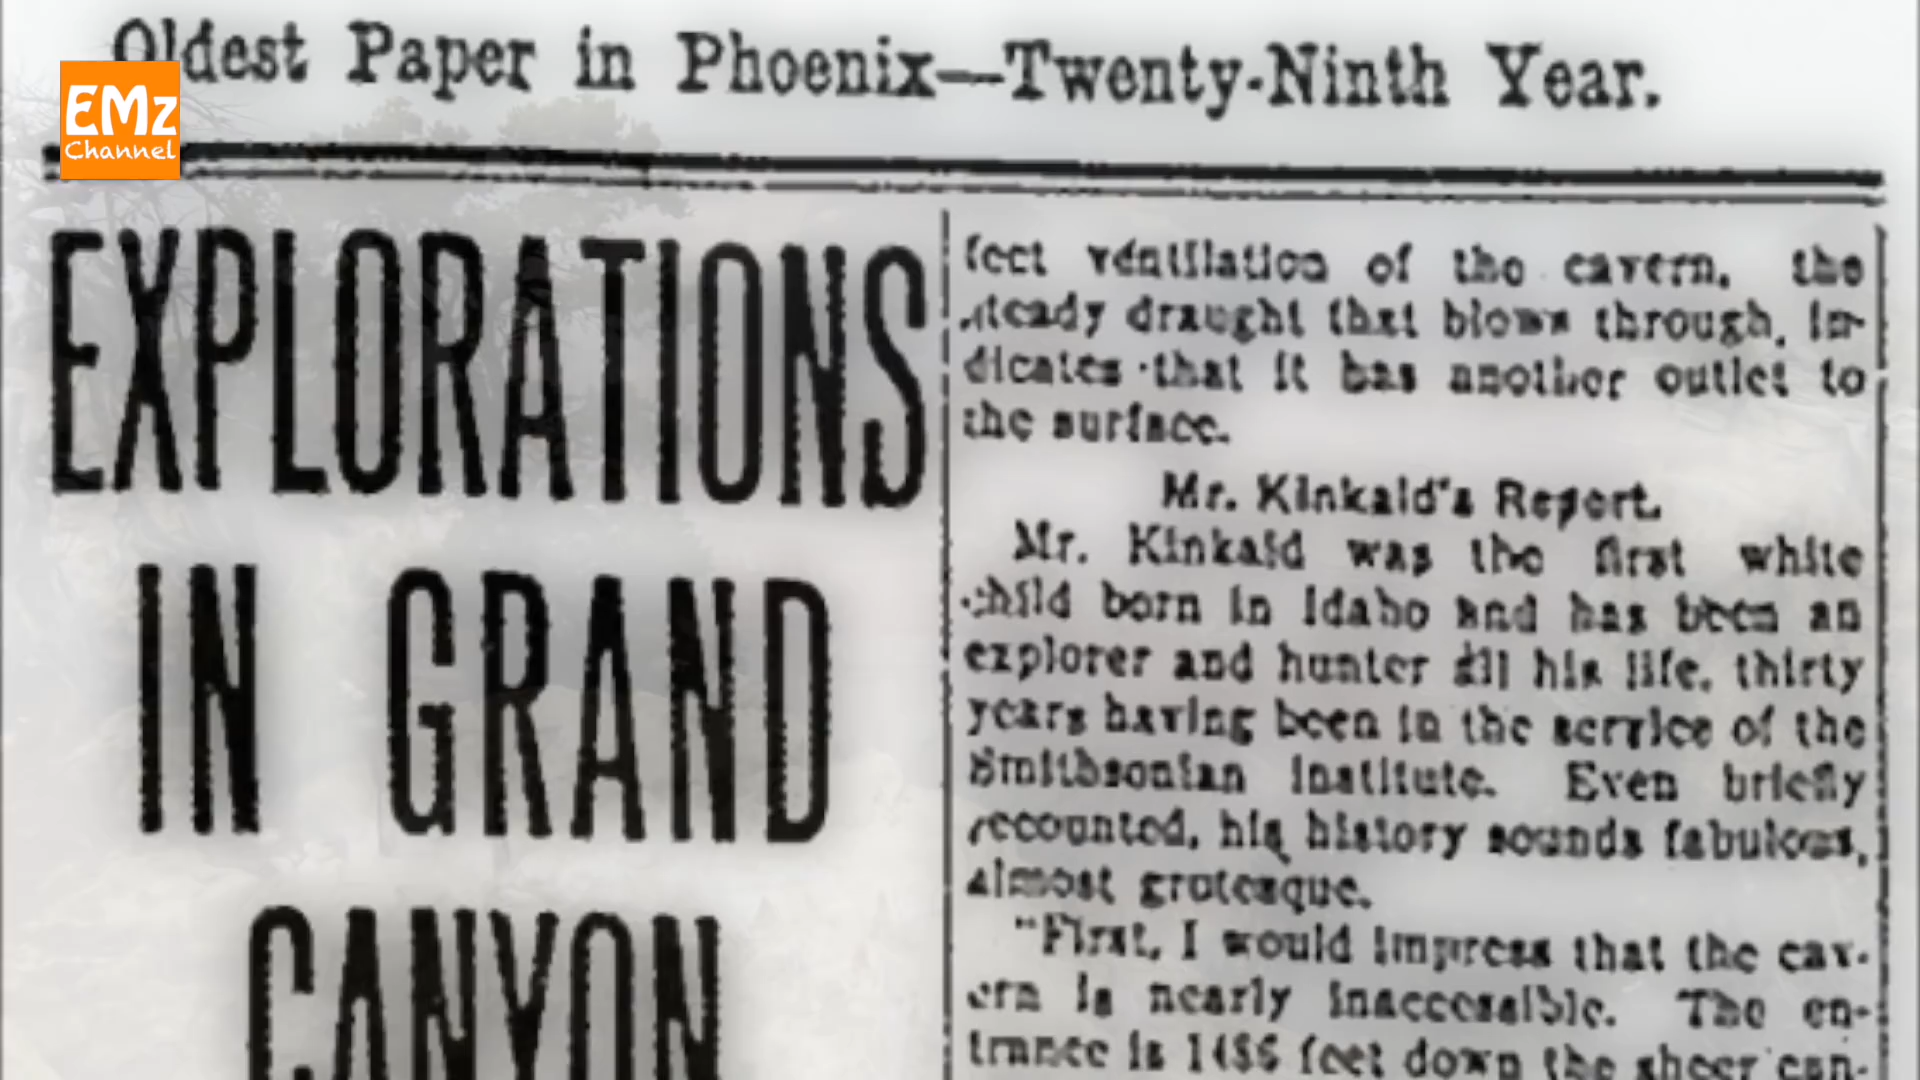 Oldest Paper in Phoenix—Twenty-Ninth Year.
EMz
Channel
EXPLORATIONS
IN GRAND
CANYON
fect ventilation of the cavern, the
steady draught that blows through, in-
dicates that it has another outlet to
the surface.
Mr. Kinkaid's Report.
Mr. Kinkaid was the first white
child born in Idaho and has been an
explorer and hunter all his life, thirty
years having been in the service of the
Smithsonian Institute. Even briefly
recounted, his history sounds fabulous,
almost grotesque.
"First, I would impress that the cav-
ern is nearly inaccessible. The en-
trance is 1486 feet down the sheer can-